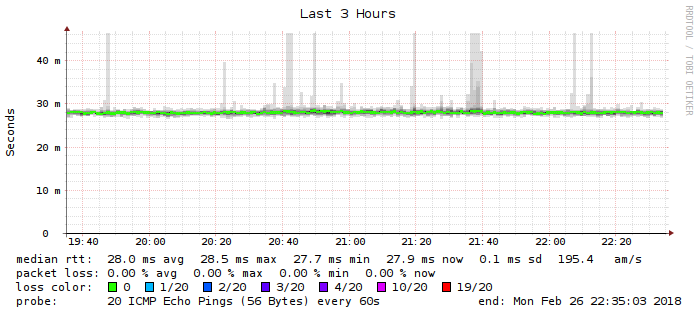 Last 3 Hours
RRDTOOL / TOBI OETIKER
Seconds
40 m
30 m
20 m
10 m
0
19:40 20:00 20:20 20:40 21:00 21:20 21:40 22:00 22:20
median rtt: 28.0 ms avg 28.5 ms max 27.7 ms min 27.9 ms now 0.1 ms sd 195.4 am/s
packet loss: 0.00 % avg 0.00 % max 0.00 % min 0.00 % now
loss color: 0 1/20 2/20 3/20 4/20 10/20 19/20
probe: 20 ICMP Echo Pings (56 Bytes) every 60s end: Mon Feb 26 22:35:03 2018